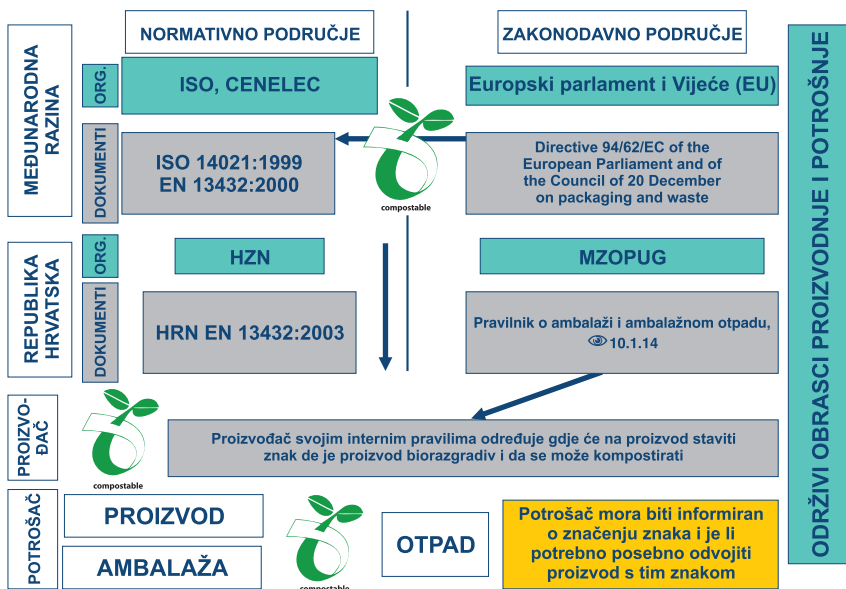 NORMATIVNO PODRUČJE
ZAKONODAVNO PODRUČJE
MEĐUNARODNA
RAZINA
ORG.
ISO, CENELEC
Europski parlament i Vijeće (EU)
DOKUMENTI
ISO 14021:1999
EN 13432:2000
compostable
Directive 94/62/EC of the
European Parliament and of
the Council of 20 December
on packaging and waste
REPUBLIKA
HRVATSKA
ORG.
HZN
MZOPUG
DOKUMENTI
HRN EN 13432:2003
Pravilnik o ambalaži i ambalažnom otpadu,
10.1.14
PROIZVO-
ĐAČ
compostable
Proizvođač svojim internim pravilima određuje gdje će na proizvod staviti
znak de je proizvod biorazgradiv i da se može kompostirati
POTROŠAČ
PROIZVOD
AMBALAŽA
compostable
OTPAD
Potrošač mora biti informiran
o značenju znaka i je li
potrebno posebno odvojiti
proizvod s tim znakom
ODRŽIVI OBRASCI PROIZVODNJE I POTROŠNJE